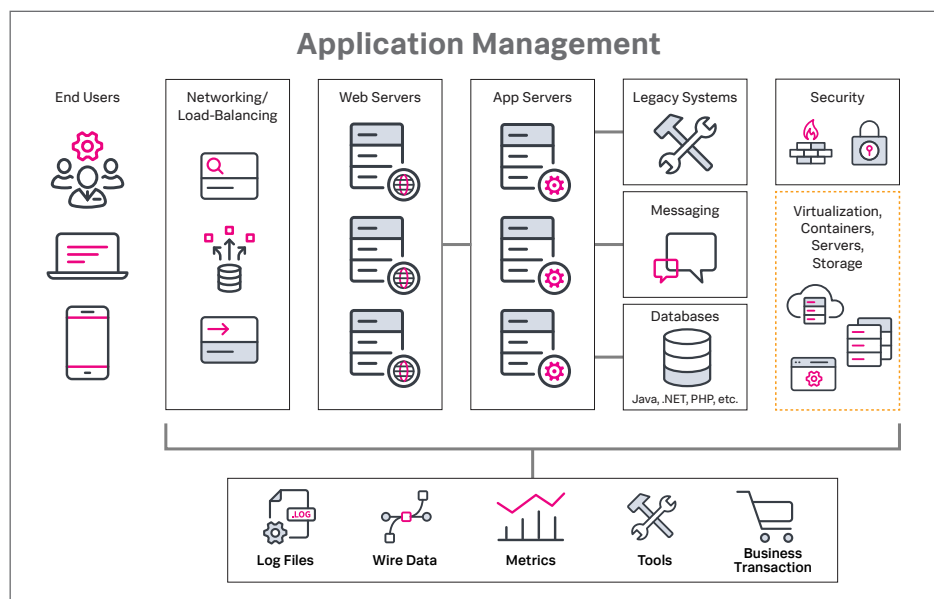 Application Management
End Users
Networking/
Load-Balancing
Web Servers
App Servers
Legacy Systems
Security
Messaging
Virtualization,
Containers,
Servers,
Storage
Databases
Java, .NET, PHP, etc.
.LOG
Log Files
Wire Data
Metrics
Tools
Business
Transaction